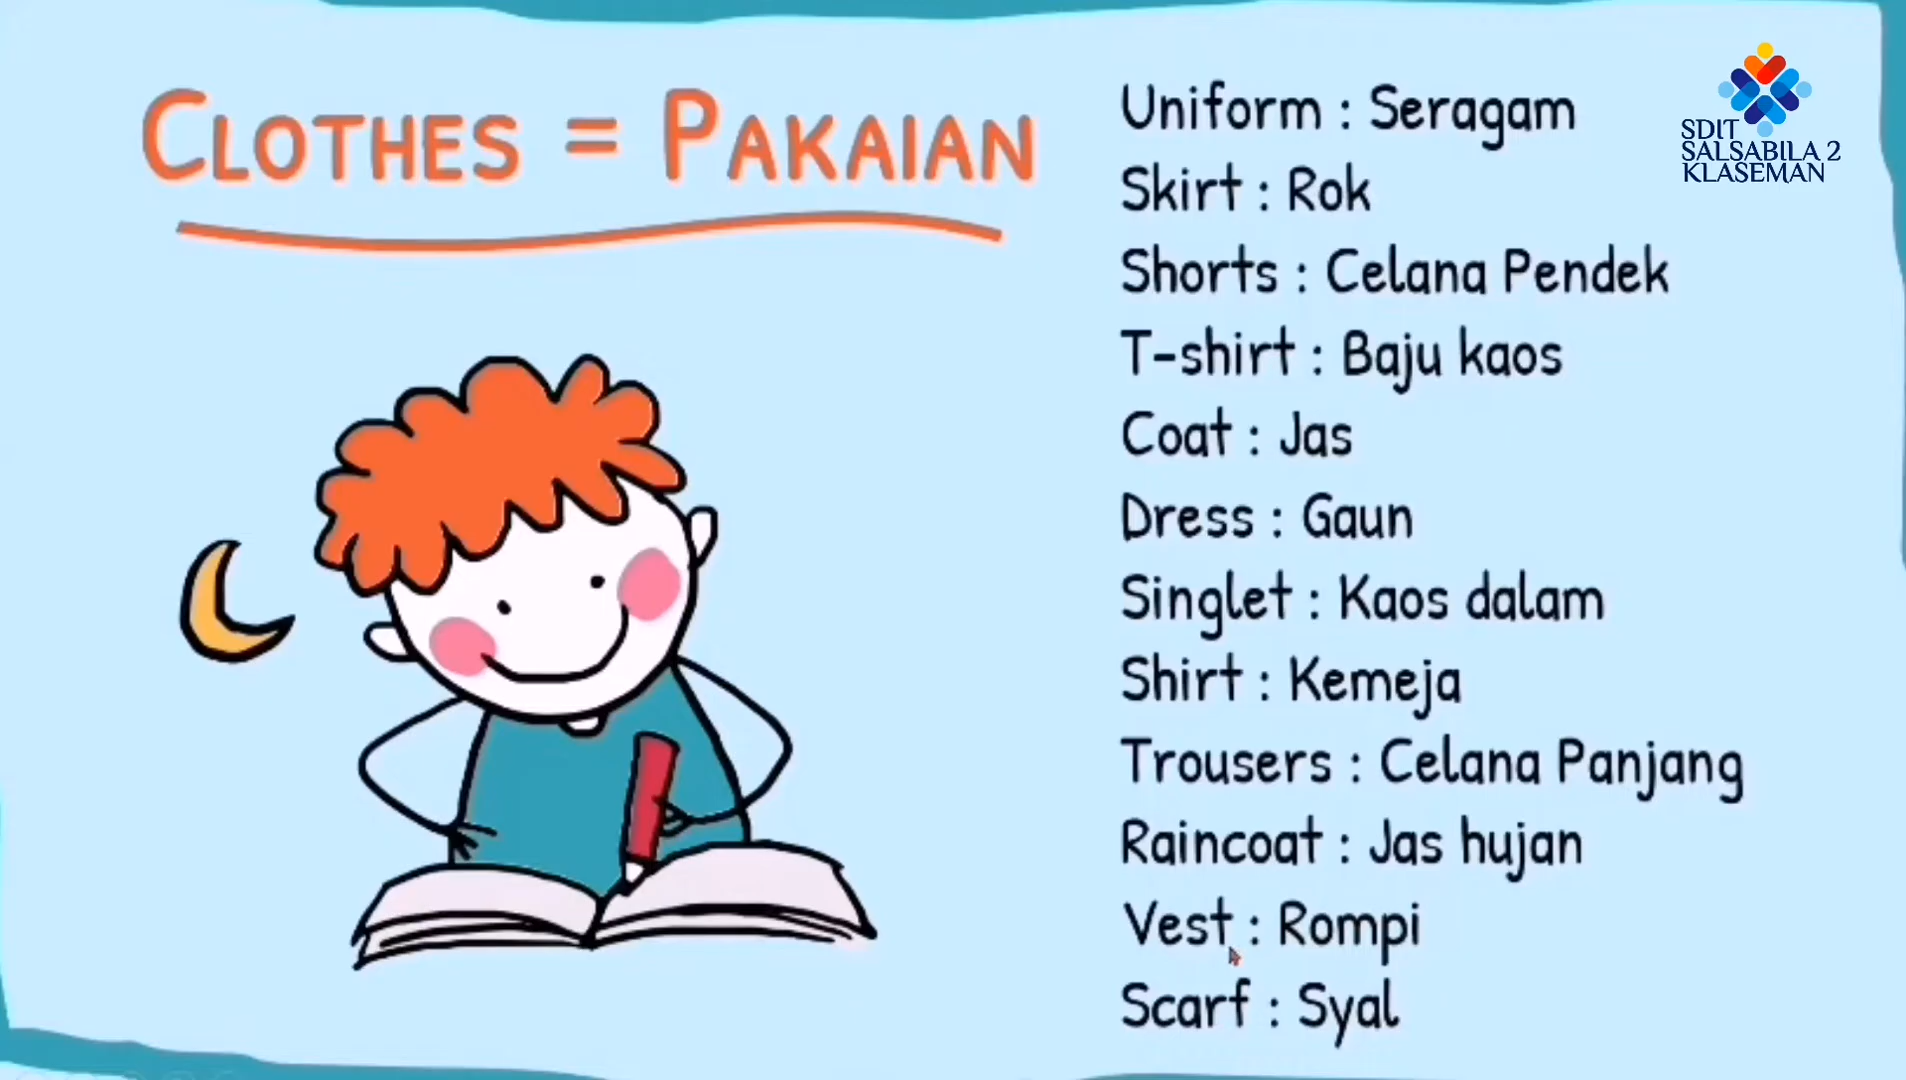 CLOTHES = PAKAIAN
Uniform : Seragam
Skirt : Rok
Shorts : Celana Pendek
T-shirt : Baju kaos
Coat : Jas
Dress : Gaun
Singlet : Kaos dalam
Shirt : Kemeja
Trousers : Celana Panjang
Raincoat : Jas hujan
Vest : Rompi
Scarf : Syal
SDIT
SALSABILA 2
KLASEMAN